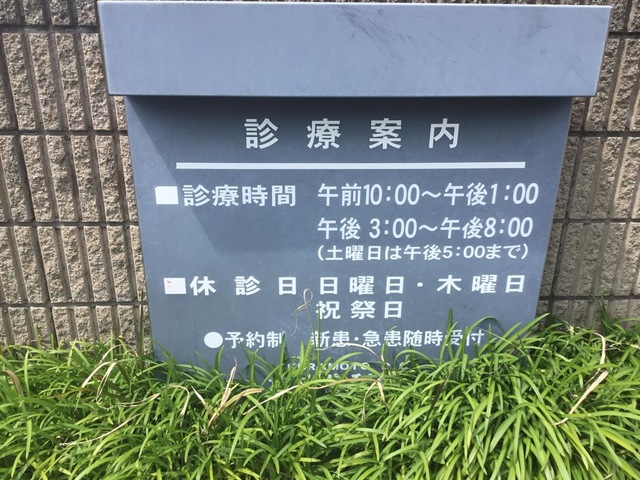 診療案内
■診療時間 午前10:00〜午後1:00
午後 3:00〜午後8:00
(土曜日は午後5:00まで)
■休診日 日曜日・木曜日
祝祭日
●予約制 新患・急患随時受付